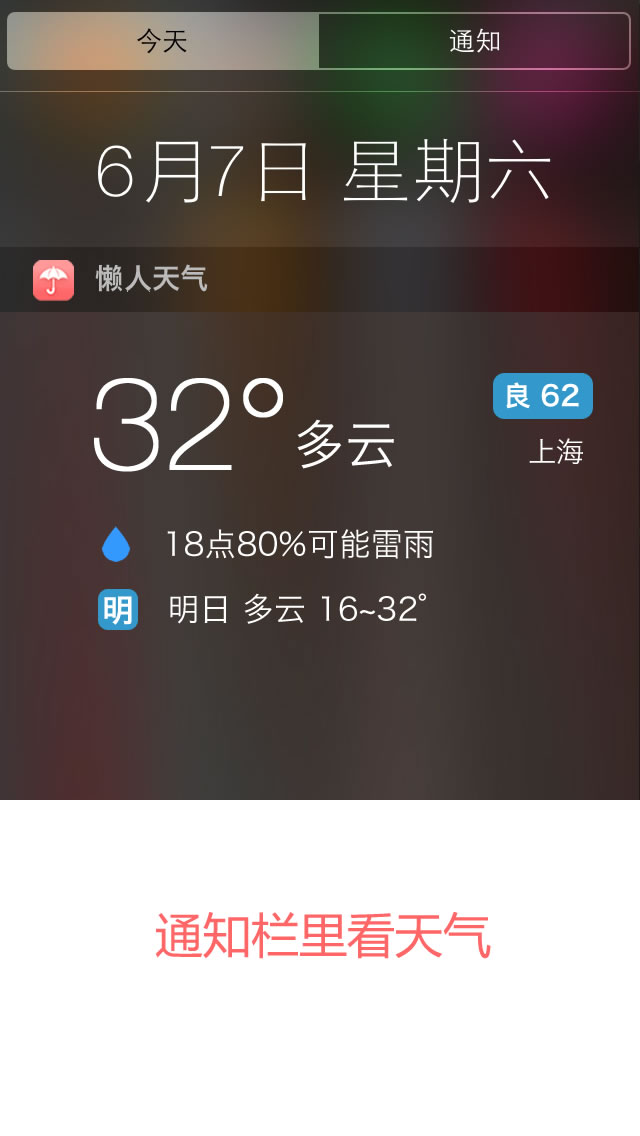 今天 通知
6月7日 星期六
懒人天气
32° 多云
良 62
上海
18点80%可能雷雨
明 明日 多云 16~32°
通知栏里看天气